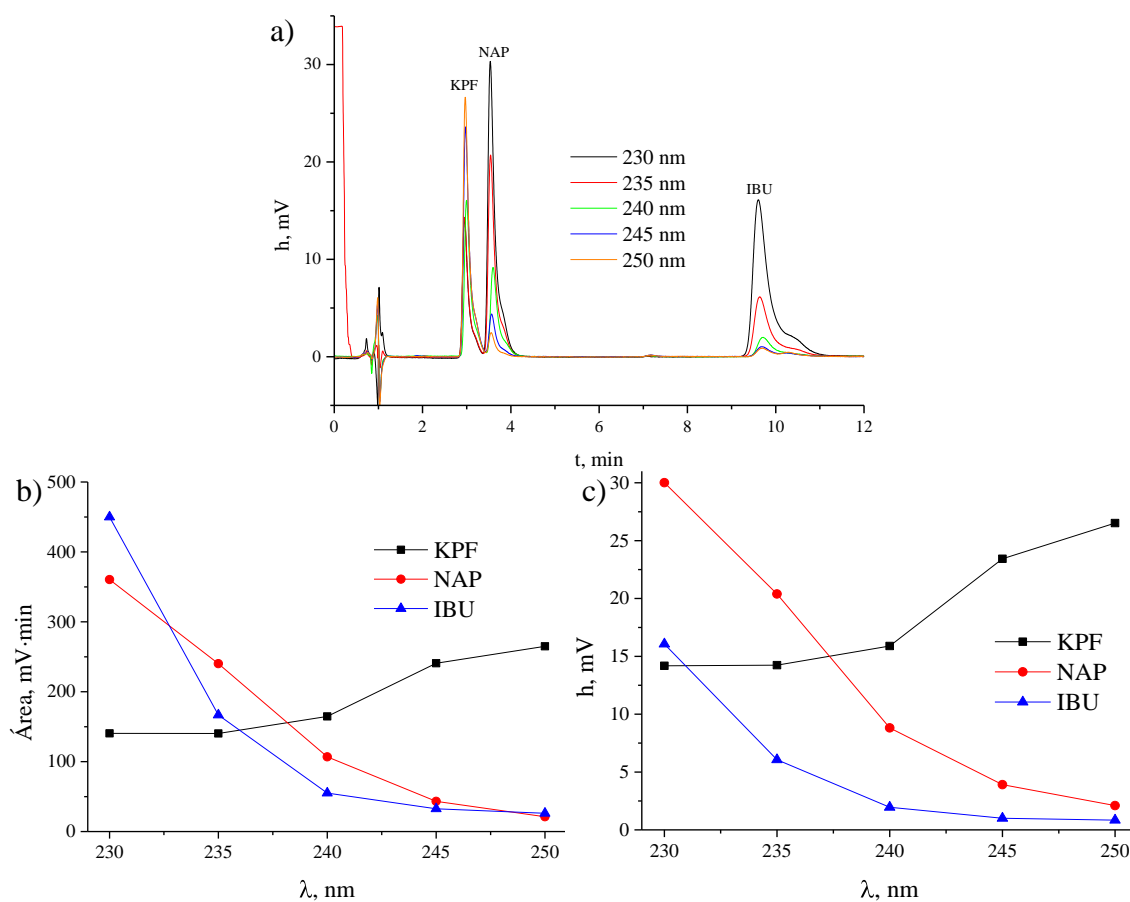 a)
NAP
KPF
IBU
230 nm
235 nm
240 nm
245 nm
250 nm
h, mV
30
20
10
0
0 2 4 6 8 10 12
t, min
b)
KPF
NAP
IBU
Área, mV·min
500
400
300
200
100
0
230 235 240 245 250
λ, nm
c)
KPF
NAP
IBU
h, mV
30
25
20
15
10
5
0
230 235 240 245 250
λ, nm